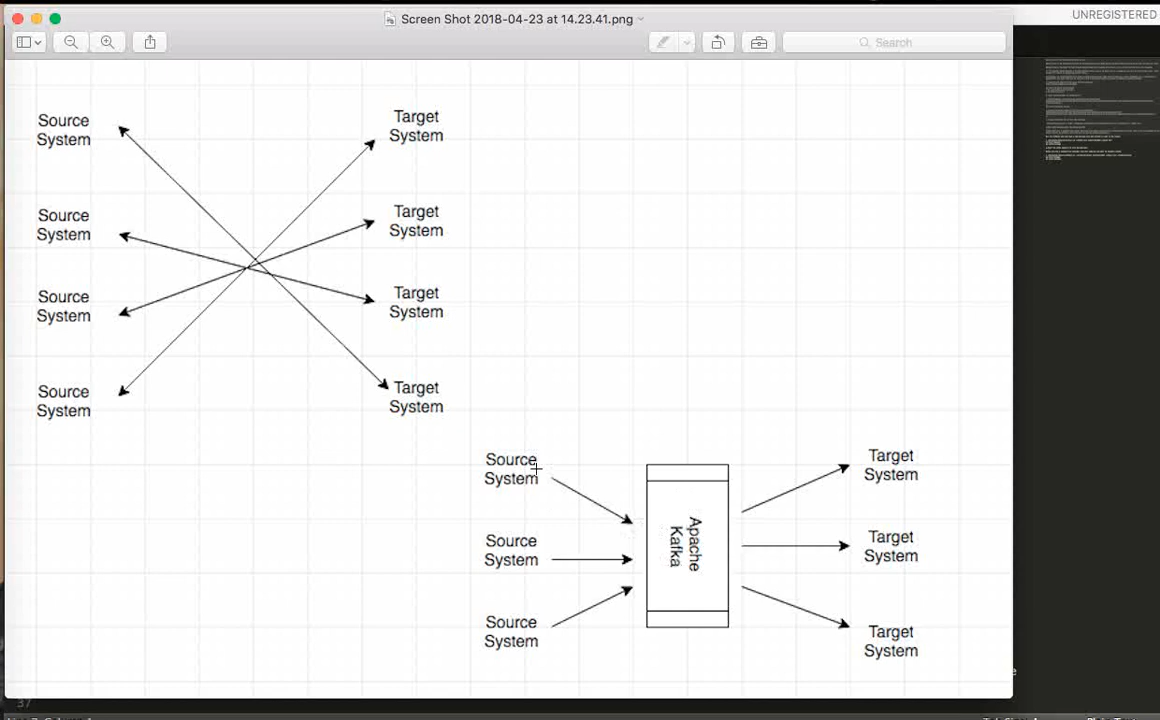 Screen Shot 2018-04-23 at 14.23.41.png
UNREGISTERED
Search
Source
System
Target
System
Source
System
Target
System
Source
System
Target
System
Source
System
Target
System
Source
System
Source
System
Source
System
Apache
Kafka
Target
System
Target
System
Target
System
37